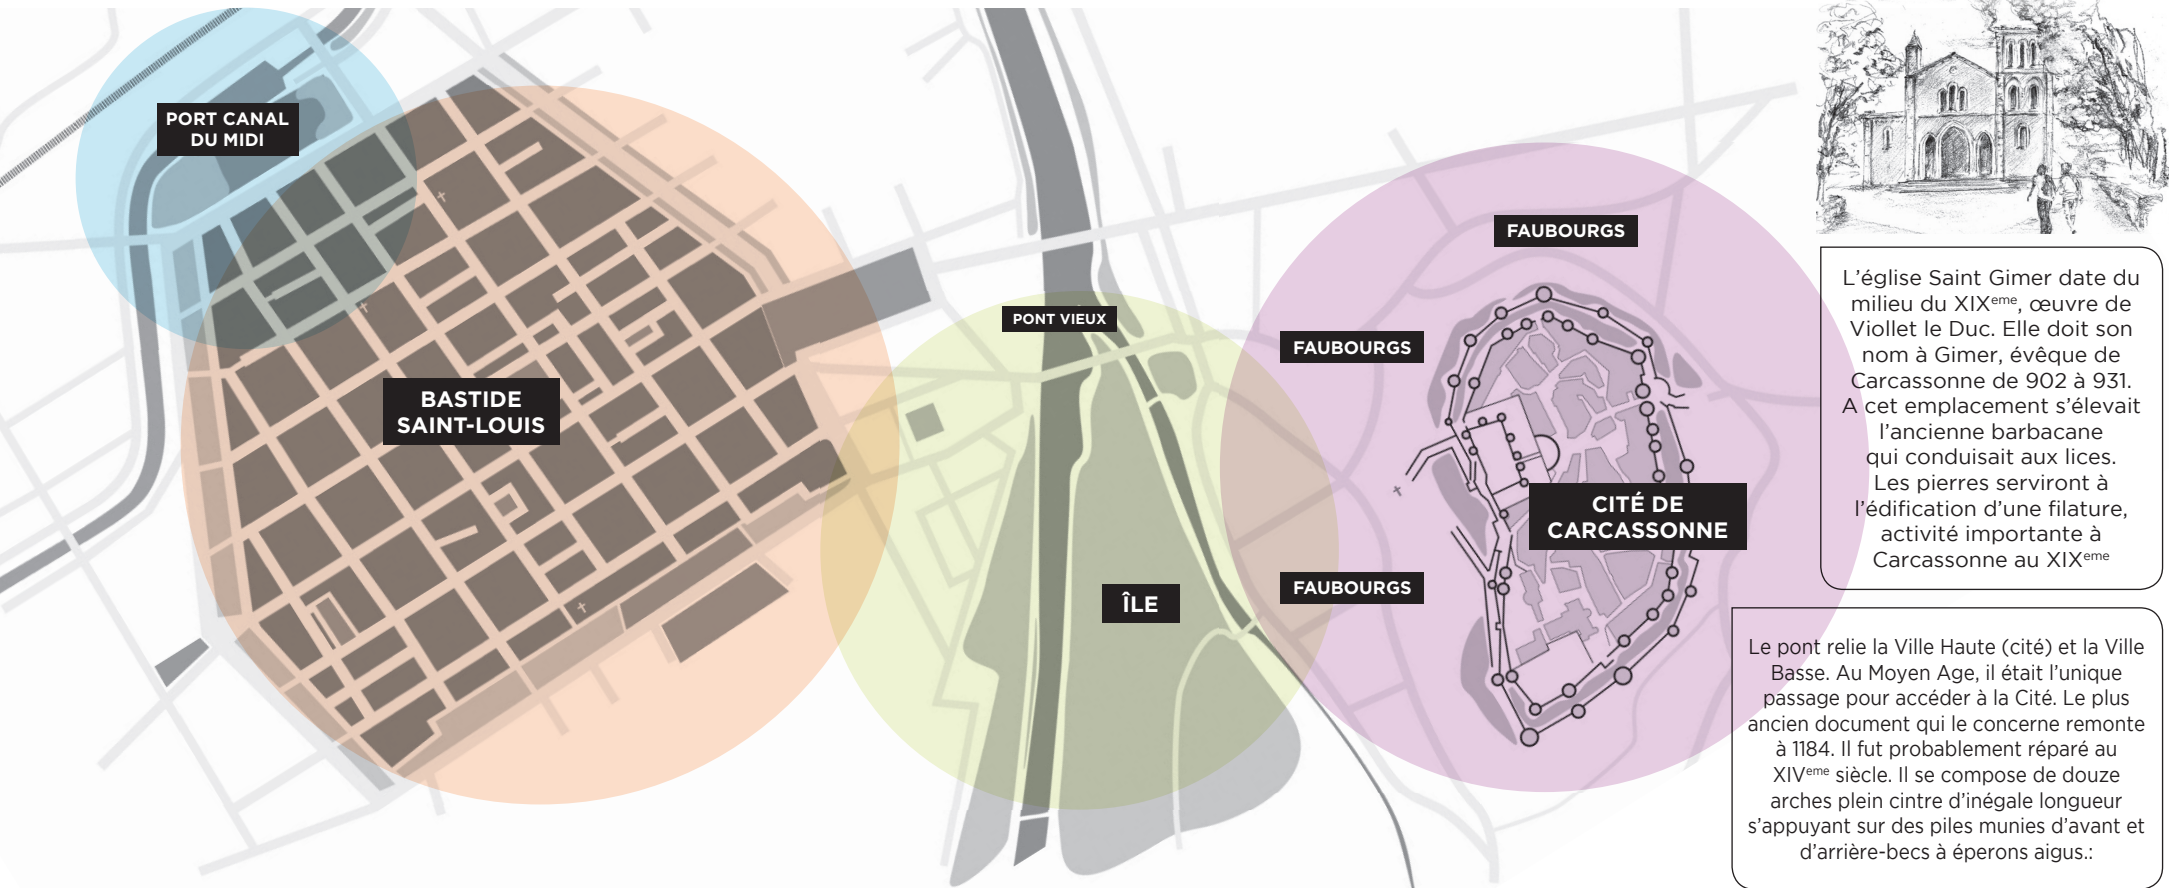 PORT CANAL
DU MIDI
BASTIDE
SAINT-LOUIS
PONT VIEUX
ÎLE
FAUBOURGS
FAUBOURGS
FAUBOURGS
CITÉ DE
CARCASSONNE
L’église Saint Gimer date du
milieu du XIXeme, œuvre de
Viollet le Duc. Elle doit son
nom à Gimer, évêque de
Carcassonne de 902 à 931.
A cet emplacement s’élevait
l’ancienne barbacane
qui conduisait aux lices.
Les pierres serviront à
l’édification d’une filature,
activité importante à
Carcassonne au XIXeme
Le pont relie la Ville Haute (cité) et la Ville
Basse. Au Moyen Age, il était l’unique
passage pour accéder à la Cité. Le plus
ancien document qui le concerne remonte
à 1184. Il fut probablement réparé au
XIVeme siècle. Il se compose de douze
arches plein cintre d’inégale longueur
s’appuyant sur des piles munies d’avant et
d’arrière-becs à éperons aigus.: